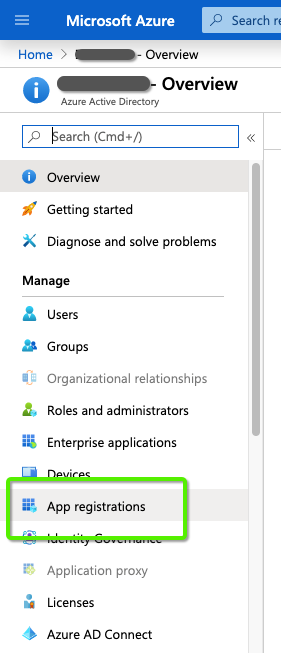 Microsoft Azure
Search re
Home > - Overview
- Overview
Azure Active Directory
Search (Cmd+/)
Overview
Getting started
Diagnose and solve problems
Manage
Users
Groups
Organizational relationships
Roles and administrators
Enterprise applications
Devices
App registrations
Identity Governance
Application proxy
Licenses
Azure AD Connect